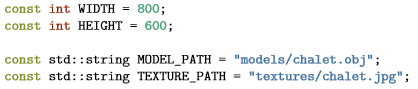 const int WIDTH = 800;
const int HEIGHT = 600;

const std::string MODEL_PATH = "models/chalet.obj";
const std::string TEXTURE_PATH = "textures/chalet.jpg";